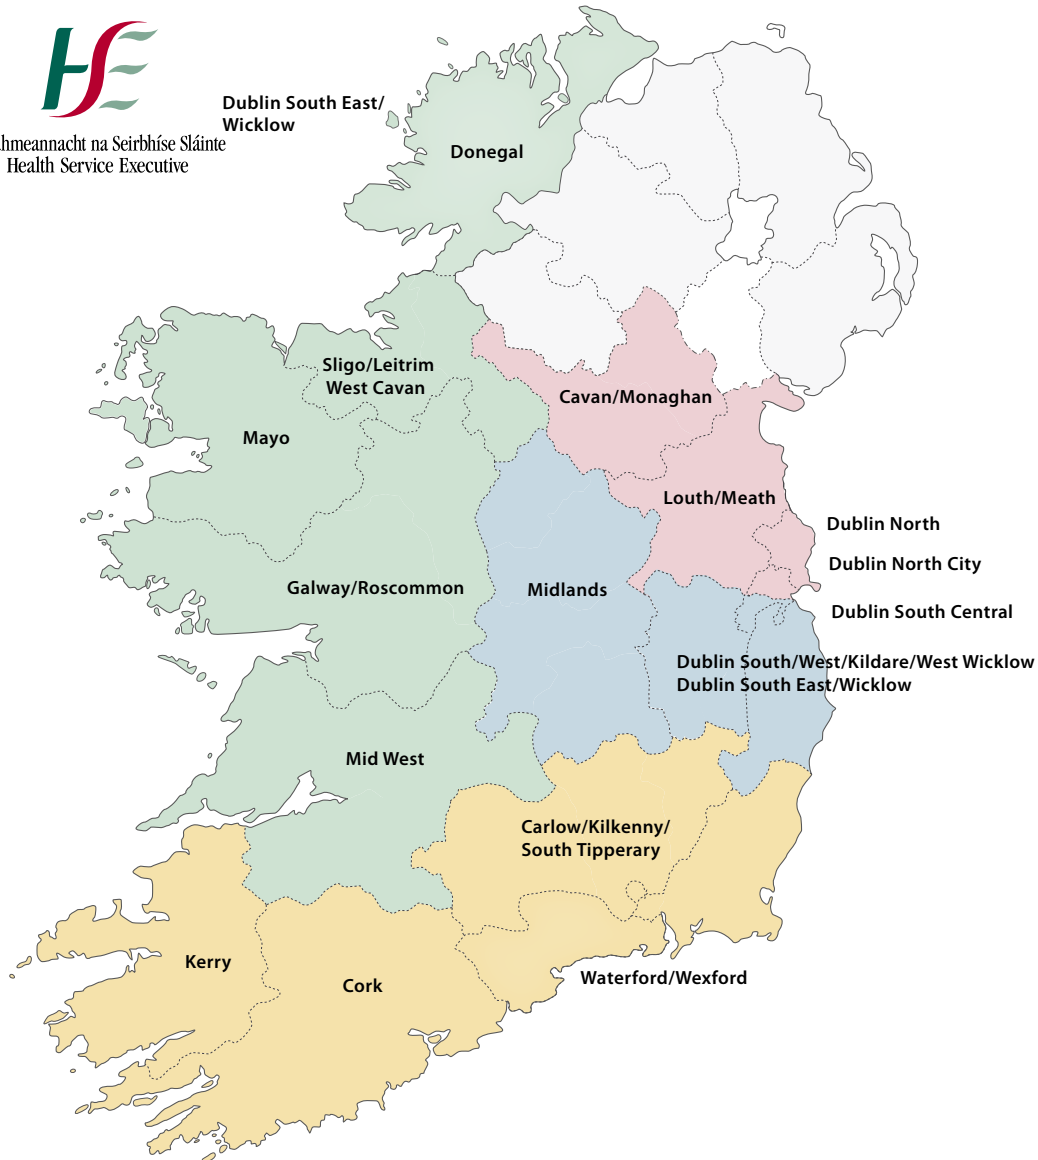 Dublin South East/
Wicklow
na Seirbhíse Sláinte
Health Service Executive
Donegal
Sligo/Leitrim
West Cavan
Cavan/Monaghan
Mayo
Louth/Meath
Dublin North
Dublin North City
Galway/Roscommon
Midlands
Dublin South Central
Dublin South/West/Kildare/West Wicklow
Dublin South East/Wicklow
Mid West
Carlow/Kilkenny/
South Tipperary
Kerry
Cork
Waterford/Wexford